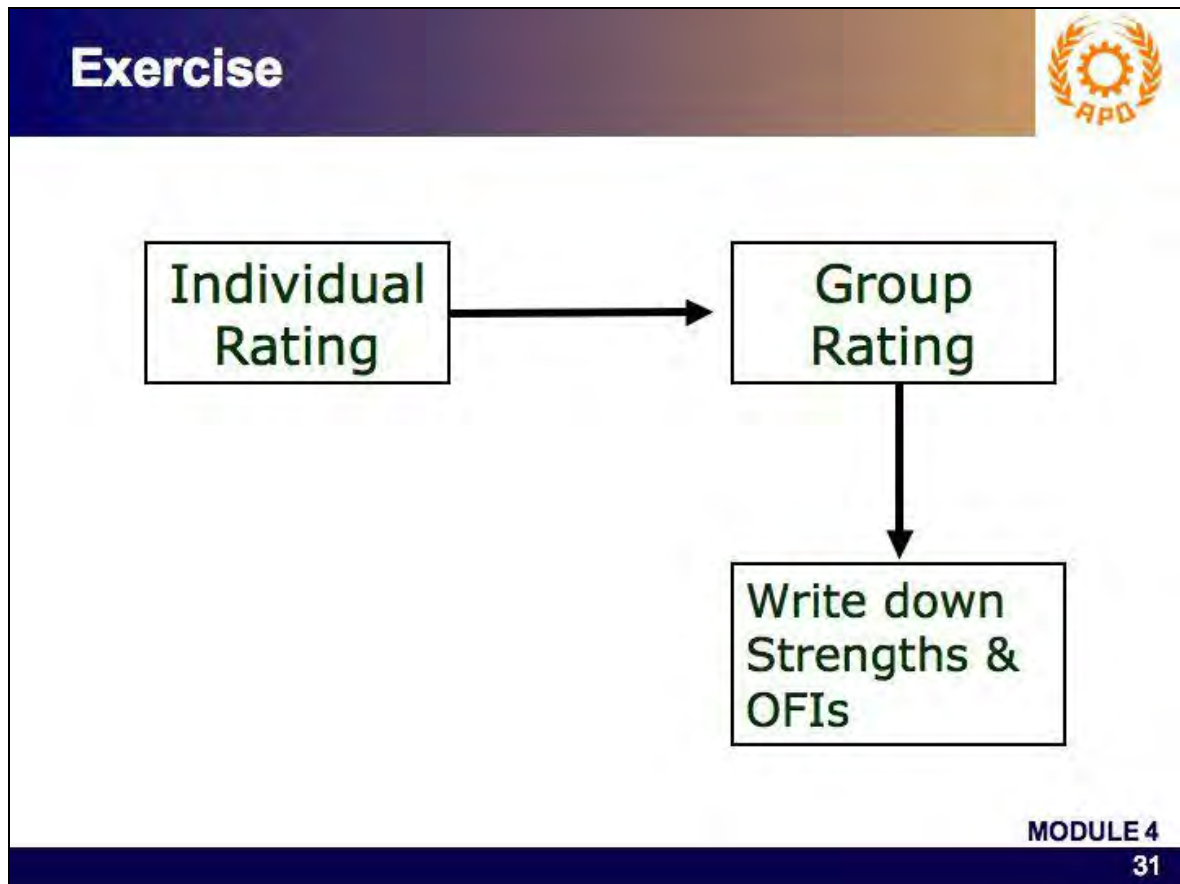 Exercise
APO
Individual
Rating
Group
Rating
Write down
Strengths &
OFIs
MODULE 4
31